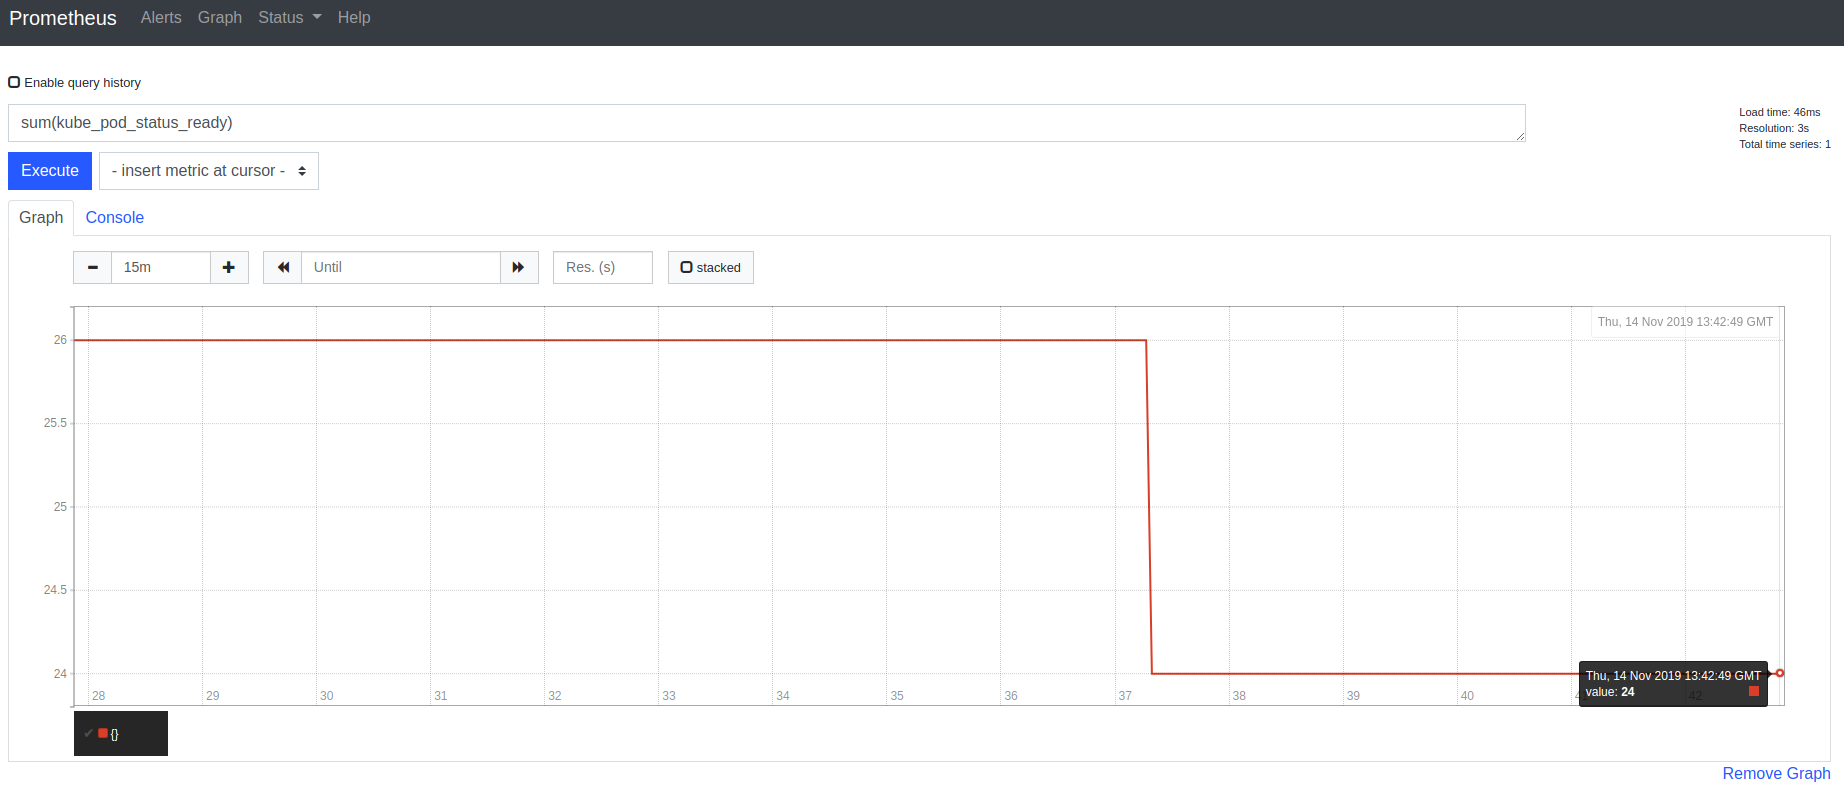 Prometheus Alerts Graph Status Help
Enable query history
sum(kube_pod_status_ready)
Load time: 46ms
Resolution: 3s
Total time series: 1
Execute - insert metric at cursor -
Graph Console
15m Until Res. (s) stacked
Thu, 14 Nov 2019 13:42:49 GMT
26
25.5
25
24.5
24
Thu, 14 Nov 2019 13:42:49 GMT
value: 24
28 29 30 31 32 33 34 35 36 37 38 39 40 42
✔ {}
Remove Graph